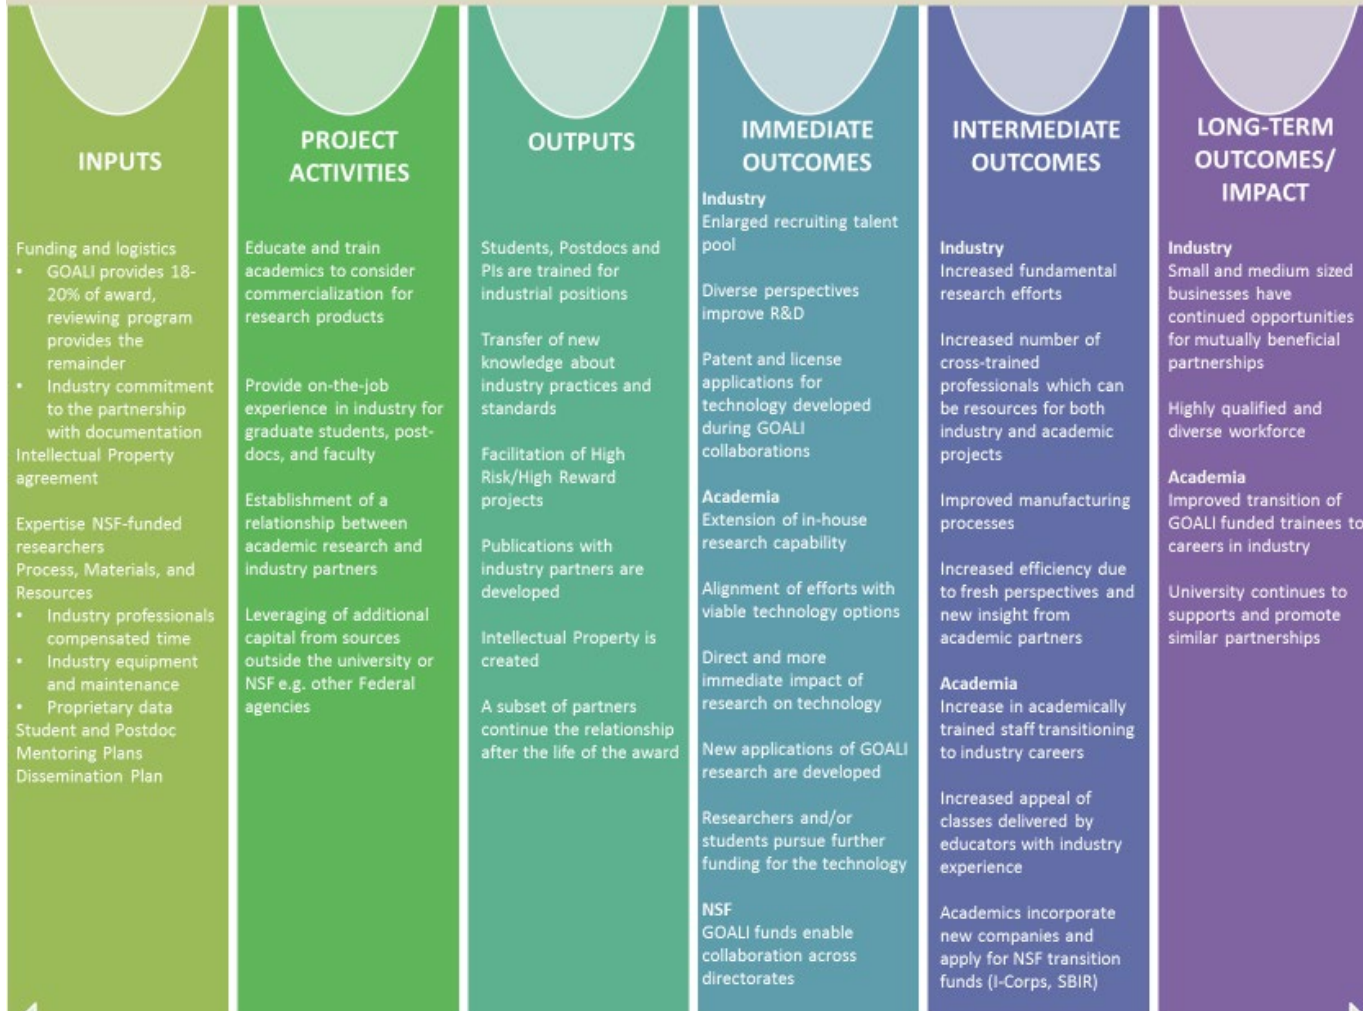 INPUTS
Funding and logistics
• GOALI provides 18-
20% of award,
reviewing program
provides the
remainder
• Industry commitment
to the partnership
with documentation
Intellectual Property
agreement
Expertise NSF-funded
researchers
Process, Materials, and
Resources
• Industry professionals
compensated time
• Industry equipment
and maintenance
• Proprietary data
Student and Postdoc
Mentoring Plans
Dissemination Plan
PROJECT
ACTIVITIES
Educate and train
academics to consider
commercialization for
research products
Provide on-the-job
experience in industry for
graduate students, post-
docs, and faculty
Establishment of a
relationship between
academic research and
industry partners
Leveraging of additional
capital from sources
outside the university or
NSF e.g. other Federal
agencies
OUTPUTS
Students, Postdocs and
PIs are trained for
industrial positions
Transfer of new
knowledge about
industry practices and
standards
Facilitation of High
Risk/High Reward
projects
Publications with
industry partners are
developed
Intellectual Property is
created
A subset of partners
continue the relationship
after the life of the award
IMMEDIATE
OUTCOMES
Industry
Enlarged recruiting talent
pool
Diverse perspectives
improve R&D
Patent and license
applications for
technology developed
during GOALI
collaborations
Academia
Extension of in-house
research capability
Alignment of efforts with
viable technology options
Direct and more
immediate impact of
research on technology
New applications of GOALI
research are developed
Researchers and/or
students pursue further
funding for the technology
NSF
GOALI funds enable
collaboration across
directorates
INTERMEDIATE
OUTCOMES
Industry
Increased fundamental
research efforts
Increased number of
cross-trained
professionals which can
be resources for both
industry and academic
projects
Improved manufacturing
processes
Increased efficiency due
to fresh perspectives and
new insight from
academic partners
Academia
Increase in academically
trained staff transitioning
to industry careers
Increased appeal of
classes delivered by
educators with industry
experience
Academics incorporate
new companies and
apply for NSF transition
funds (I-Corps, SBIR)
LONG-TERM
OUTCOMES/
IMPACT
Industry
Small and medium sized
businesses have
continued opportunities
for mutually beneficial
partnerships
Highly qualified and
diverse workforce
Academia
Improved transition of
GOALI funded trainees to
careers in industry
University continues to
supports and promote
similar partnerships